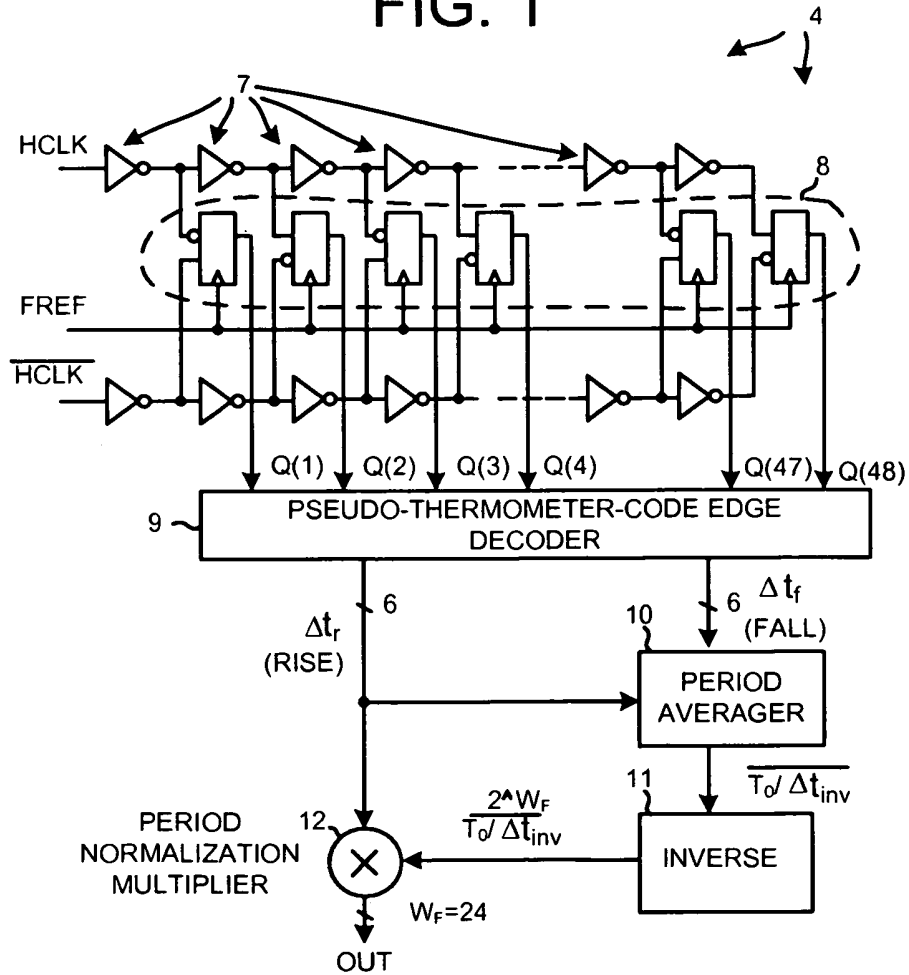 FIG. 1
4
7
HCLK
8
FREF
HCLK
Q(1) Q(2) Q(3) Q(4) Q(47) Q(48)
9
PSEUDO-THERMOMETER-CODE EDGE
DECODER
6
Δtr
(RISE)
6
Δtf
(FALL)
10
PERIOD
AVERAGER
T0/ Δtinv
11
INVERSE
2^WF
T0/ Δtinv
12
PERIOD
NORMALIZATION
MULTIPLIER
WF=24
OUT